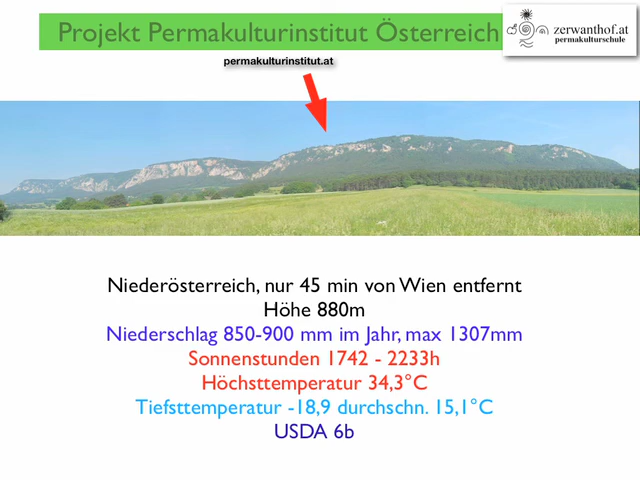 Projekt Permakulturinstitut Österreich
zerwanthof.at
permakulturschule
permakulturinstitut.at
Niederösterreich, nur 45 min von Wien entfernt
Höhe 880m
Niederschlag 850-900 mm im Jahr, max 1307mm
Sonnenstunden 1742 - 2233h
Höchsttemperatur 34,3°C
Tiefsttemperatur -18,9 durchschn. 15,1°C
USDA 6b